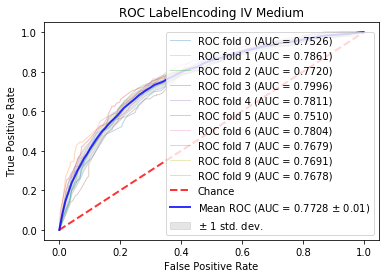 ROC LabelEncoding IV Medium
True Positive Rate
1.0
0.8
0.6
0.4
0.2
0.0
ROC fold 0 (AUC = 0.7526)
ROC fold 1 (AUC = 0.7861)
ROC fold 2 (AUC = 0.7720)
ROC fold 3 (AUC = 0.7996)
ROC fold 4 (AUC = 0.7811)
ROC fold 5 (AUC = 0.7510)
ROC fold 6 (AUC = 0.7804)
ROC fold 7 (AUC = 0.7679)
ROC fold 8 (AUC = 0.7691)
ROC fold 9 (AUC = 0.7678)
Chance
Mean ROC (AUC = 0.7728 ± 0.01)
± 1 std. dev.
0.0 0.2 0.4 0.6 0.8 1.0
False Positive Rate